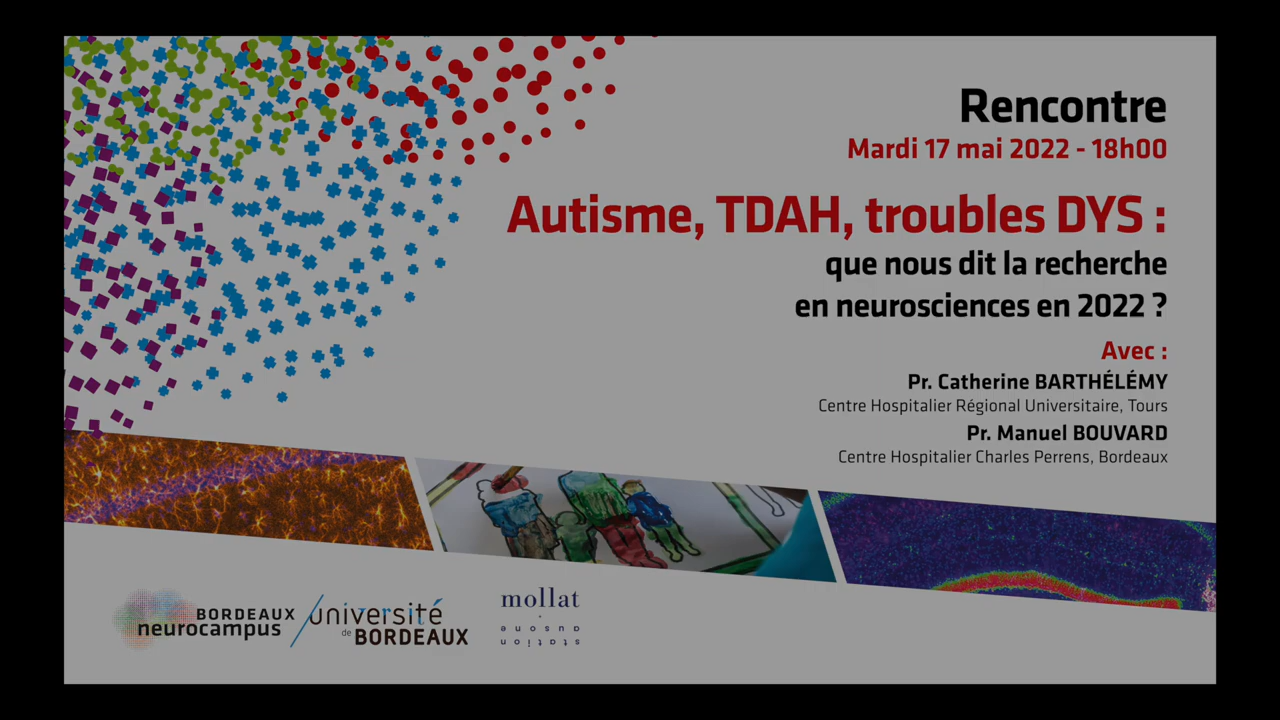 Rencontre
Mardi 17 mai 2022 - 18h00
Autisme, TDAH, troubles DYS :
que nous dit la recherche
en neurosciences en 2022 ?
Avec :
Pr. Catherine BARTHÉLÉMY
Centre Hospitalier Régional Universitaire, Tours
Pr. Manuel BOUVARD
Centre Hospitalier Charles Perrens, Bordeaux
BORDEAUX
neurocampus
université
de BORDEAUX
mollat
station
ausone